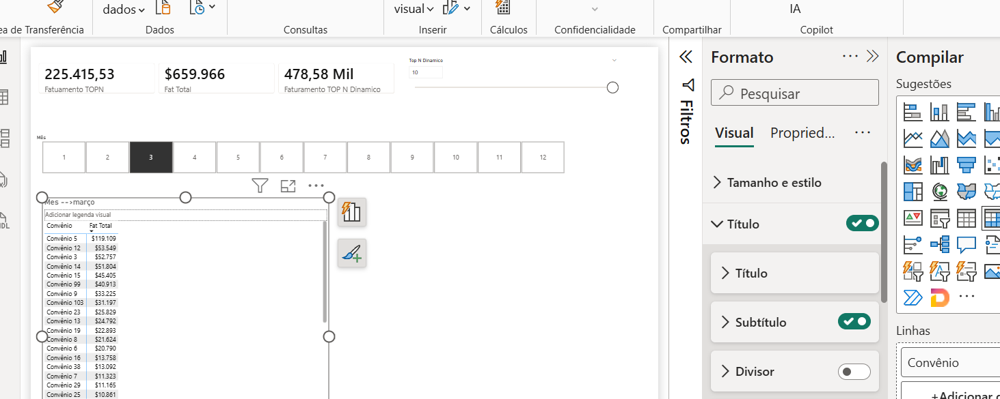 dados
visual
IA
ea de Transferência
Dados
Consultas
Inserir
Cálculos
Confidencialidade
Compartilhar
Copilot
225.415,53
Fatuamento TOPN
$659.966
Fat Total
478,58 Mil
Faturamento TOP N Dinamico
Top N Dinamico
10
Mês
1 2 3 4 5 6 7 8 9 10 11 12
Mes -->março
Adicionar legenda visual
Convênio Fat Total
Convênio 5 $119.109
Convênio 12 $53.549
Convênio 3 $52.757
Convênio 14 $51.804
Convênio 15 $45.405
Convênio 99 $40.913
Convênio 9 $33.225
Convênio 103 $31.197
Convênio 23 $25.829
Convênio 13 $24.792
Convênio 19 $22.893
Convênio 8 $21.624
Convênio 6 $20.790
Convênio 16 $13.758
Convênio 38 $13.092
Convênio 7 $11.323
Convênio 29 $11.165
Convênio 25 $10.861
Filtros
Formato
Pesquisar
Visual Propried...
Tamanho e estilo
Título
Título
Subtítulo
Divisor
Compilar
Sugestões
Linhas
Convênio
+Adicionar